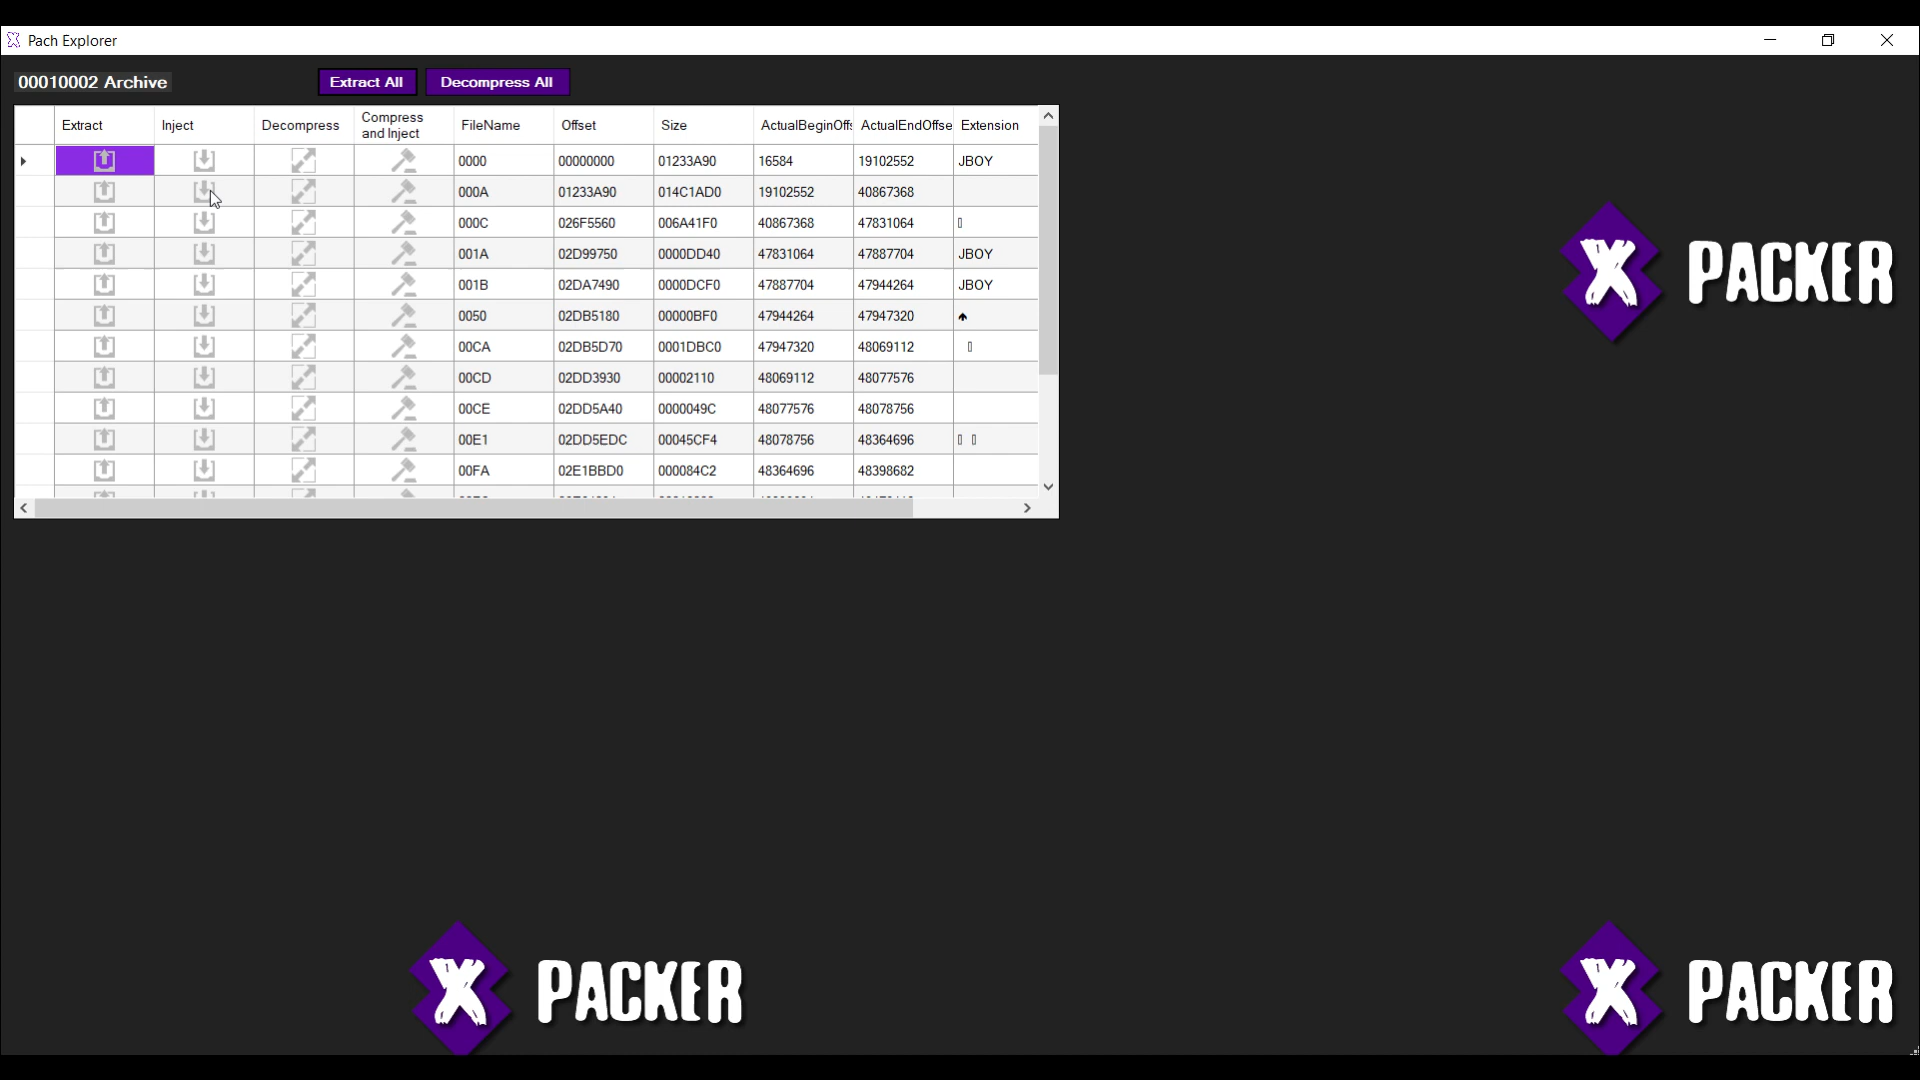 Pach Explorer
00010002 Archive Extract All Decompress All
Extract Inject Decompress Compress and Inject FileName Offset Size ActualBeginOffs ActualEndOffse Extension
0000 00000000 01233A90 16584 19102552 JBOY
000A 01233A90 014C1AD0 19102552 40867368
000C 026F5560 006A41F0 40867368 47831064
001A 02D99750 0000DD40 47831064 47887704 JBOY
001B 02DA7490 0000DCF0 47887704 47944264 JBOY
0050 02DB5180 00000BF0 47944264 47947320
00CA 02DB5D70 0001DBC0 47947320 48069112
00CD 02DD3930 00002110 48069112 48077576
00CE 02DD5A40 0000049C 48077576 48078756
00E1 02DD5EDC 00045CF4 48078756 48364696
00FA 02E1BBD0 000084C2 48364696 48398682
X PACKER
X PACKER
X PACKER